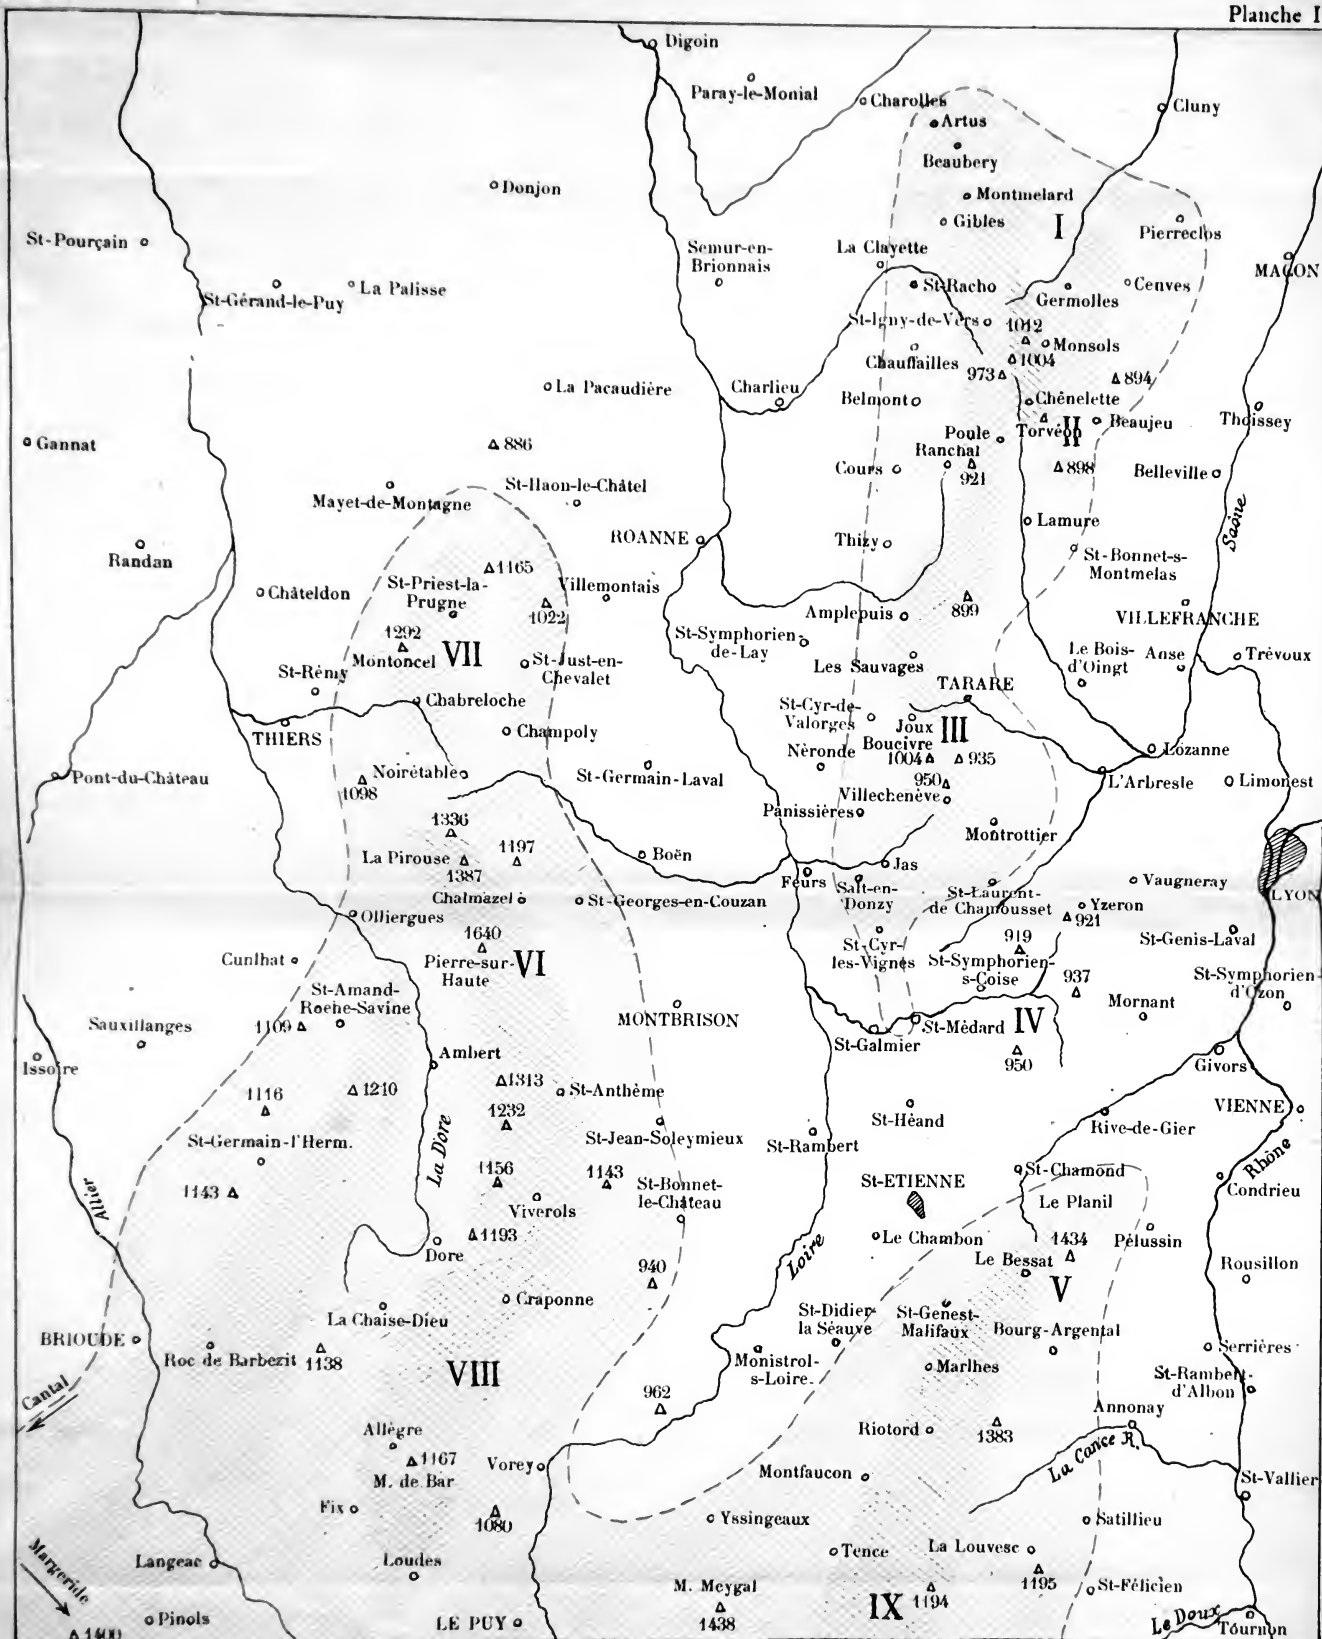 Planche I
Digoin
Paray-le-Monial
Charolles
Cluny
Artus
Beaubery
Donjon
Montmelard
Gibles
I
Pierreclos
St-Pourçain
Semur-en-
Brionnais
La Clayette
MACON
St-Gérand-le-Puy
La Palisse
St-Racho
Germolles
Cenves
St-Igny-de-Vers
1012
Monsols
Chauffailles
1004
973
894
La Pacaudière
Charlieu
Belmont
Chênelette
Thoissey
Torvéon
II
Beaujeu
Gannat
886
Poule
Ranchal
921
Cours
898
Belleville
Mayet-de-Montagne
St-Haon-le-Châtel
Saône
Lamure
ROANNE
Thizy
St-Bonnet-s-
Montmelas
Randan
1165
St-Priest-la-
Prugne
Villemontais
Châteldon
1022
Amplepuis
899
VILLEFRANCHE
1292
Montoncel
VII
St-Symphorien-
de-Lay
Les Sauvages
Le Bois-
d'Oingt
Anse
Trévoux
St-Just-en-
Chevalet
St-Rémy
TARARE
Chabreloche
St-Cyr-de-
Valorges
Joux
III
THIERS
Champoly
Boucivre
1004
935
Lozanne
Néronde
Pont-du-Château
Noirétable
St-Germain-Laval
950
L'Arbresle
Limonest
1098
Villechenève
Panissières
Montrottier
1336
1197
La Pirouse
1387
Boën
Jas
Feurs
Salt-en-
Donzy
St-Laurent-
de Chamousset
Vaugneray
LYON
Chalmazel
St-Georges-en-Couzan
Yzeron
921
Olliergues
1640
Pierre-sur-
Haute
VI
St-Cyr-
les-Vignes
919
St-Genis-Laval
Cunlhat
St-Symphorien-
s-Coise
937
St-Symphorien-
d'Ozon
St-Amand-
Roche-Savine
1109
Mornant
MONTBRISON
Sauxillanges
St-Galmier
St-Médard
IV
950
Issoire
Ambert
Givors
1116
1210
1313
St-Anthème
1232
St-Héand
VIENNE
Rive-de-Gier
St-Germain-l'Herm.
La Dore
St-Jean-Soleymieux
St-Rambert
Rhône
1143
1156
1143
St-Bonnet-
le-Château
St-ETIENNE
St-Chamond
Condrieu
Allier
Viverols
Le Planil
1193
Dore
Loire
Le Chambon
1434
Pélussin
940
Le Bessat
V
Rousillon
Craponne
La Chaise-Dieu
St-Didier-
la Séauve
St-Genest-
Malifaux
Bourg-Argental
BRIOUDE
Roc de Barbezit
1138
Monistrol-
s-Loire
Marlhes
Serrières
VIII
St-Rambert-
d'Albon
Cantal
962
Annonay
Allègre
Riotord
1383
La Cance R.
1167
M. de Bar
Vorey
Montfaucon
St-Vallier
Fix
1080
Yssingeaux
Satillieu
Langeac
Loudes
Tence
La Louvesc
Margeride
M. Meygal
1438
1195
St-Félicien
IX
1194
Pinols
LE PUY
Le Doux
Tournon
1400